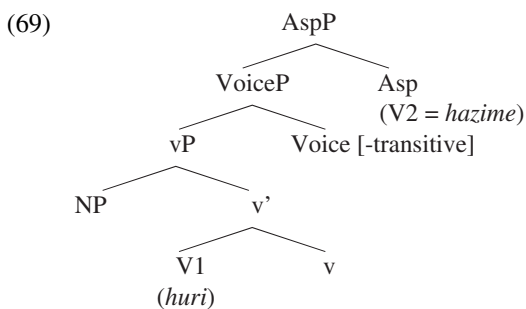 (69) AspP
VoiceP Asp
(V2 = hazime)
vP Voice [-transitive]
NP v’
V1 v
(huri)